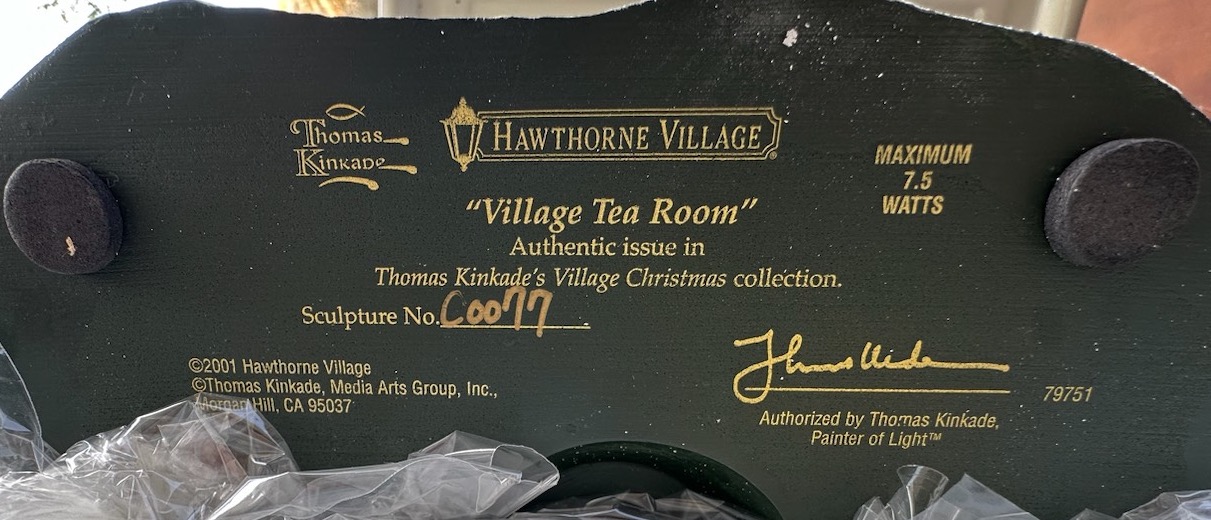 Thomas
Kinkade
HAWTHORNE VILLAGE®
MAXIMUM
7.5
WATTS
“Village Tea Room”
Authentic issue in
Thomas Kinkade's Village Christmas collection.
Sculpture No. C0077
©2001 Hawthorne Village
©Thomas Kinkade, Media Arts Group, Inc.,
Morgan Hill, CA 95037
79751
Authorized by Thomas Kinkade,
Painter of Light™